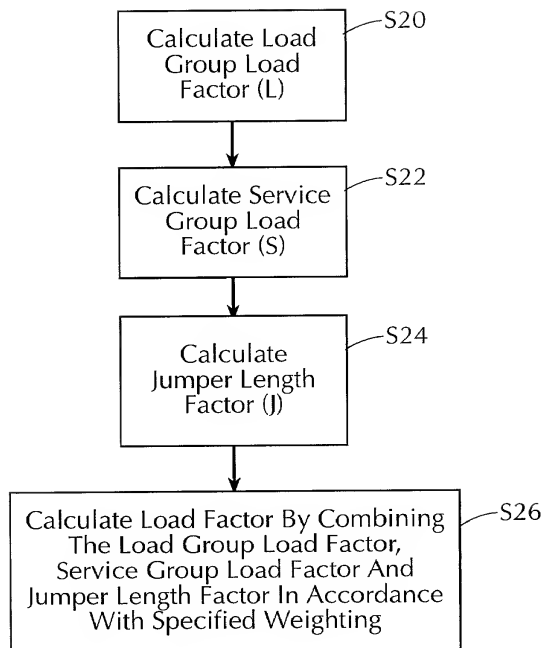 Calculate Load
Group Load
Factor (L)
S20
Calculate Service
Group Load
Factor (S)
S22
Calculate
Jumper Length
Factor (J)
S24
Calculate Load Factor By Combining
The Load Group Load Factor,
Service Group Load Factor And
Jumper Length Factor In Accordance
With Specified Weighting
S26